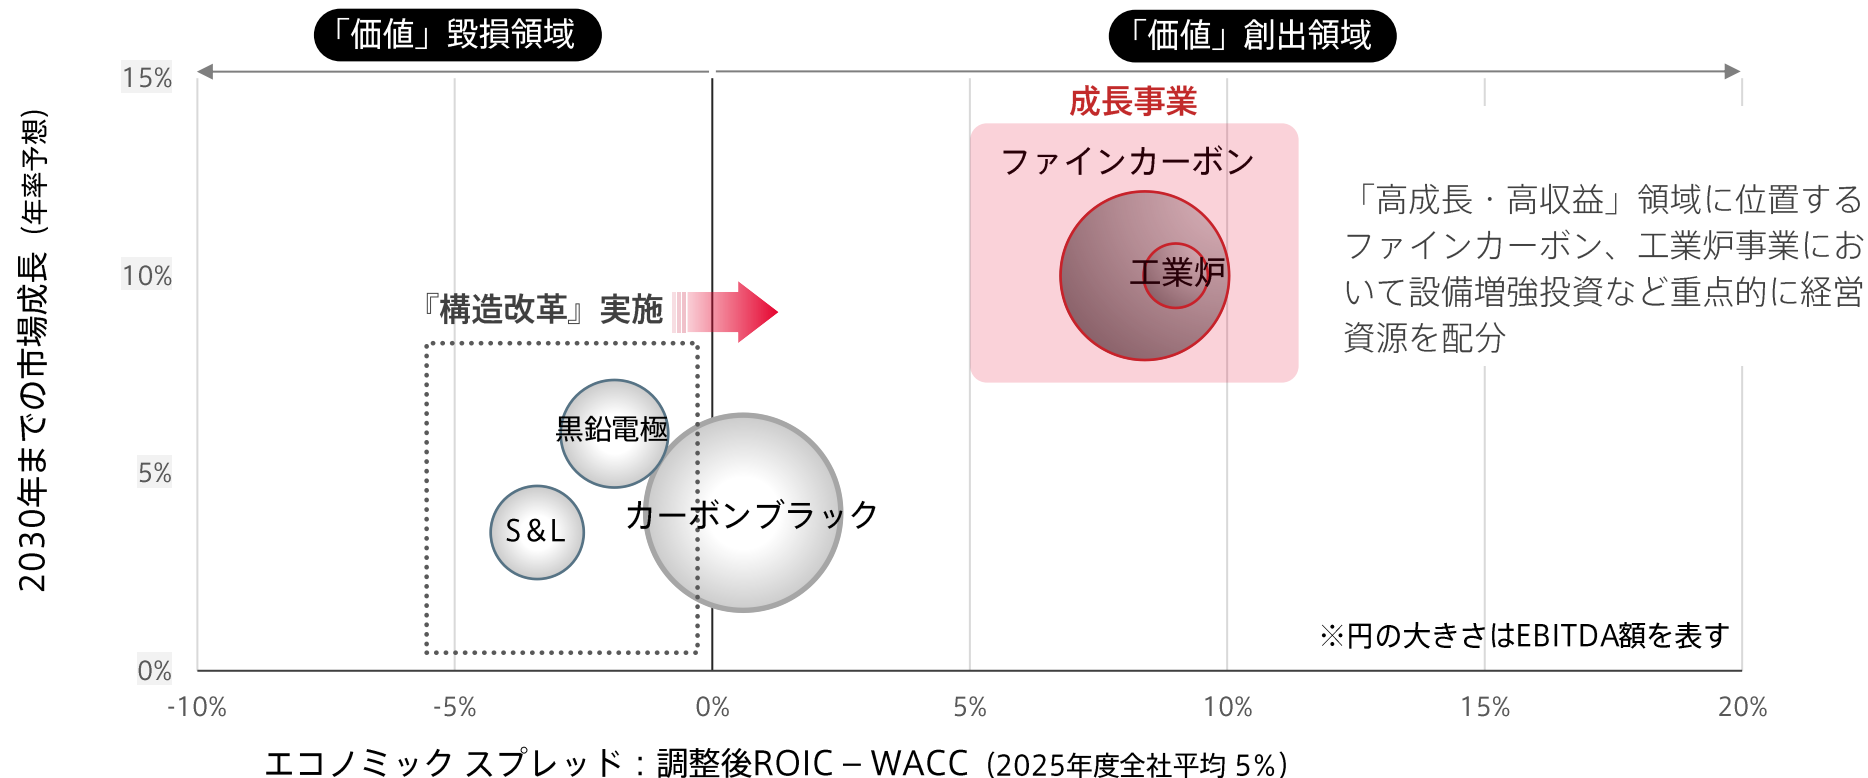 「価値」毀損領域
「価値」創出領域
15%
10%
5%
0%
2030年までの市場成長（年率予想）
成長事業
ファインカーボン
工業炉
「高成長・高収益」領域に位置する
ファインカーボン、工業炉事業にお
いて設備増強投資など重点的に経営
資源を配分
『構造改革』実施
黒鉛電極
S＆L
カーボンブラック
※円の大きさはEBITDA額を表す
-10%
-5%
0%
5%
10%
15%
20%
エコノミック スプレッド：調整後ROIC – WACC（2025年度全社平均 5%）